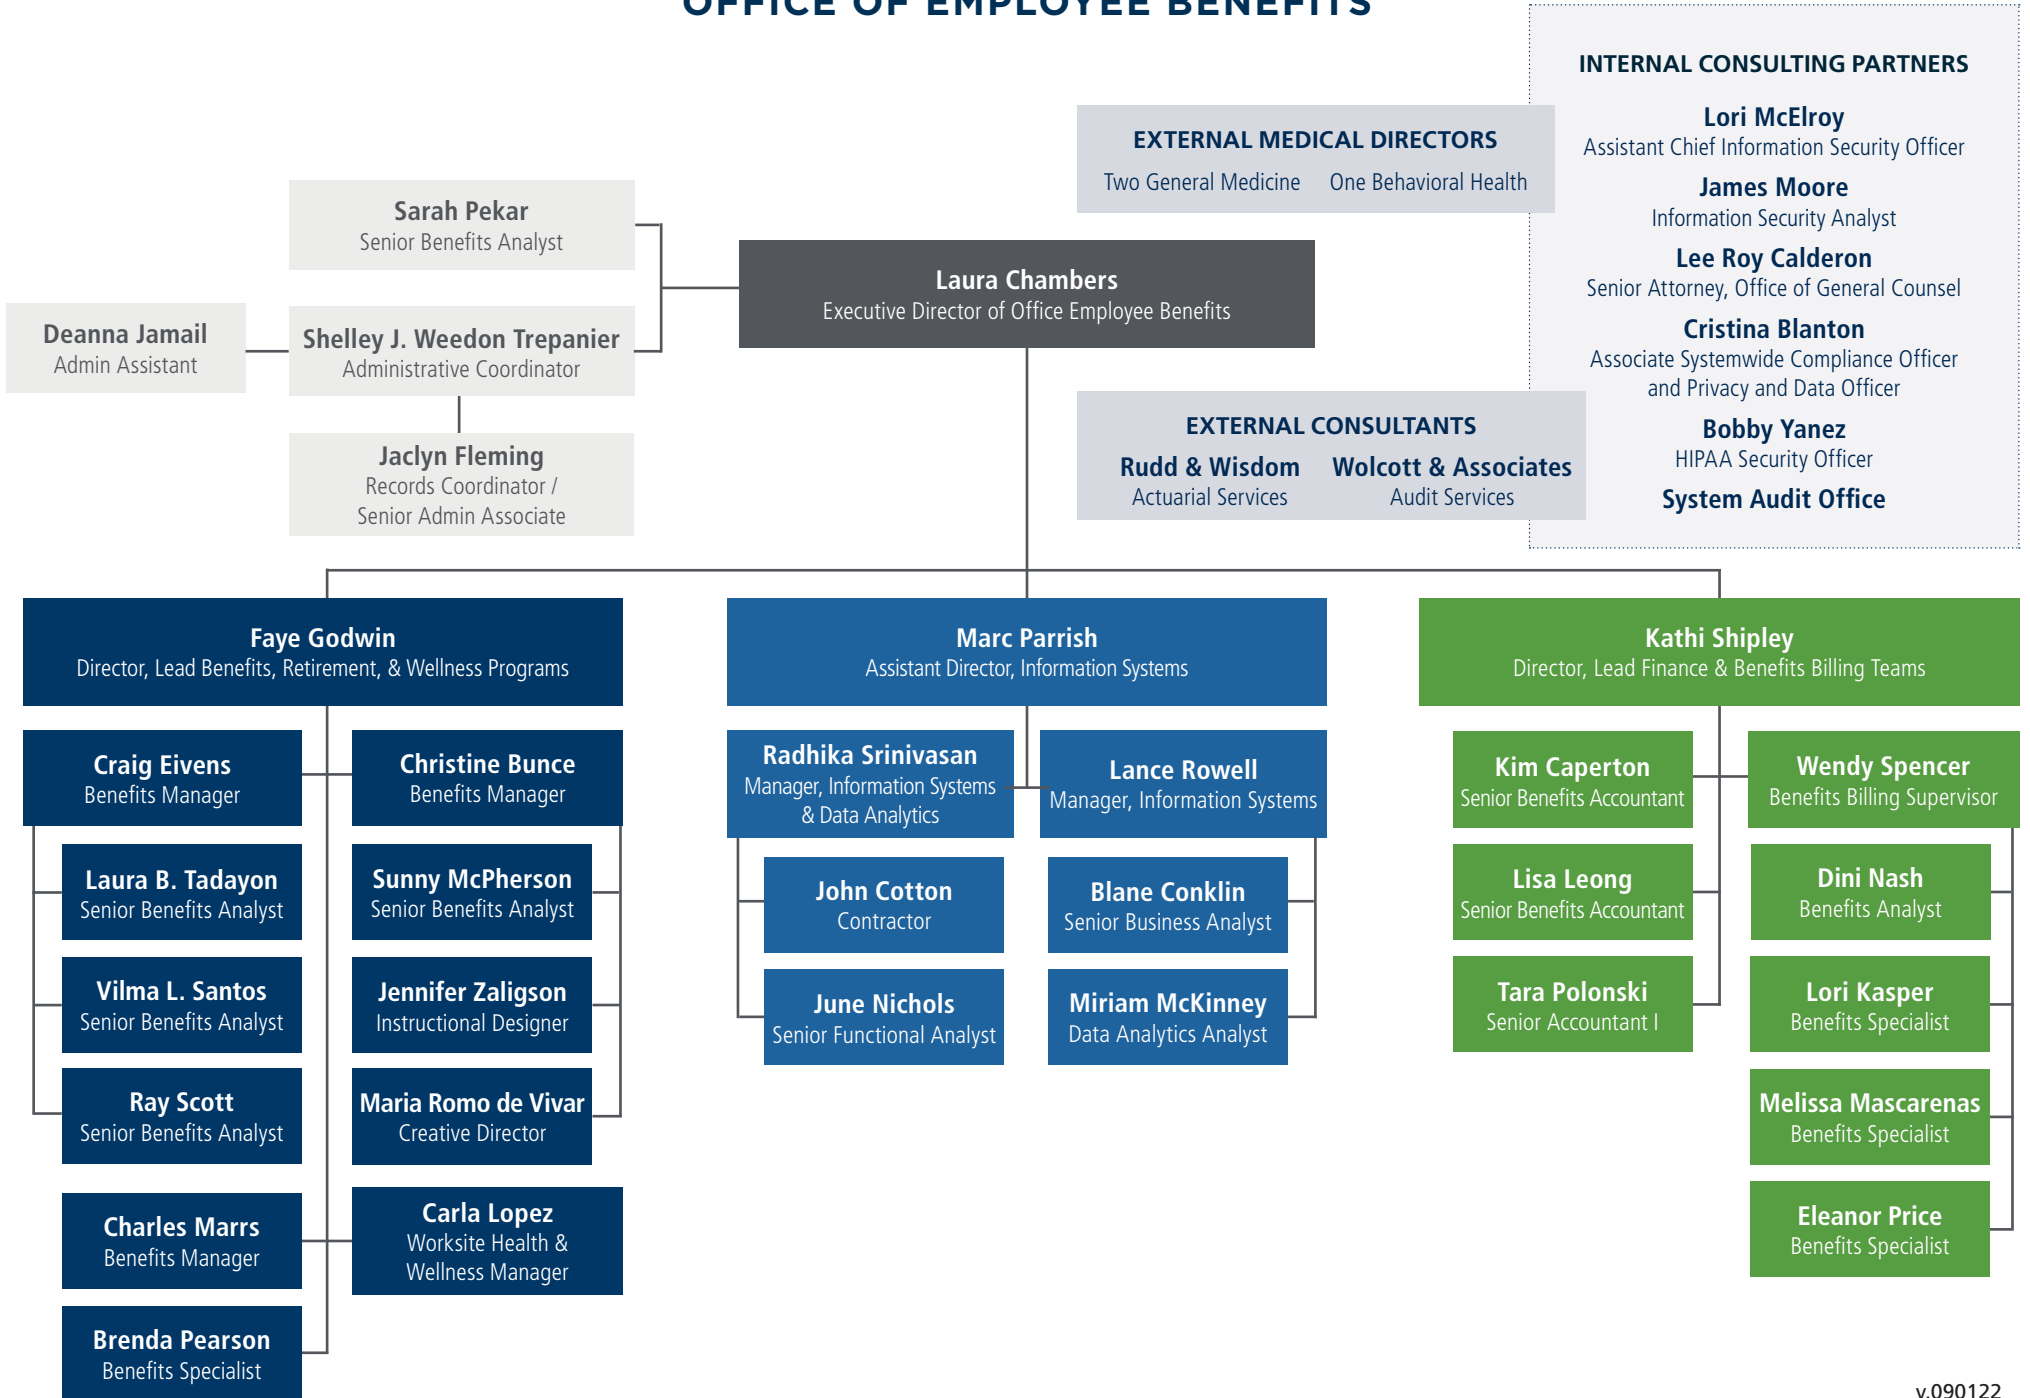 OFFICE OF EMPLOYEE BENEFITS
INTERNAL CONSULTING PARTNERS
Lori McElroy
Assistant Chief Information Security Officer
James Moore
Information Security Analyst
Lee Roy Calderon
Senior Attorney, Office of General Counsel
Cristina Blanton
Associate Systemwide Compliance Officer
and Privacy and Data Officer
Bobby Yanez
HIPAA Security Officer
System Audit Office
EXTERNAL MEDICAL DIRECTORS
Two General Medicine One Behavioral Health
Sarah Pekar
Senior Benefits Analyst
Laura Chambers
Executive Director of Office Employee Benefits
Deanna Jamail
Admin Assistant
Shelley J. Weedon Trepanier
Administrative Coordinator
Jaclyn Fleming
Records Coordinator /
Senior Admin Associate
EXTERNAL CONSULTANTS
Rudd & Wisdom
Actuarial Services
Wolcott & Associates
Audit Services
Faye Godwin
Director, Lead Benefits, Retirement, & Wellness Programs
Craig Eivens
Benefits Manager
Laura B. Tadayon
Senior Benefits Analyst
Vilma L. Santos
Senior Benefits Analyst
Ray Scott
Senior Benefits Analyst
Christine Bunce
Benefits Manager
Sunny McPherson
Senior Benefits Analyst
Jennifer Zaligson
Instructional Designer
Maria Romo de Vivar
Creative Director
Charles Marrs
Benefits Manager
Carla Lopez
Worksite Health &
Wellness Manager
Brenda Pearson
Benefits Specialist
Marc Parrish
Assistant Director, Information Systems
Radhika Srinivasan
Manager, Information Systems
& Data Analytics
John Cotton
Contractor
June Nichols
Senior Functional Analyst
Lance Rowell
Manager, Information Systems
Blane Conklin
Senior Business Analyst
Miriam McKinney
Data Analytics Analyst
Kathi Shipley
Director, Lead Finance & Benefits Billing Teams
Kim Caperton
Senior Benefits Accountant
Lisa Leong
Senior Benefits Accountant
Tara Polonski
Senior Accountant I
Wendy Spencer
Benefits Billing Supervisor
Dini Nash
Benefits Analyst
Lori Kasper
Benefits Specialist
Melissa Mascarenas
Benefits Specialist
Eleanor Price
Benefits Specialist
v.090122